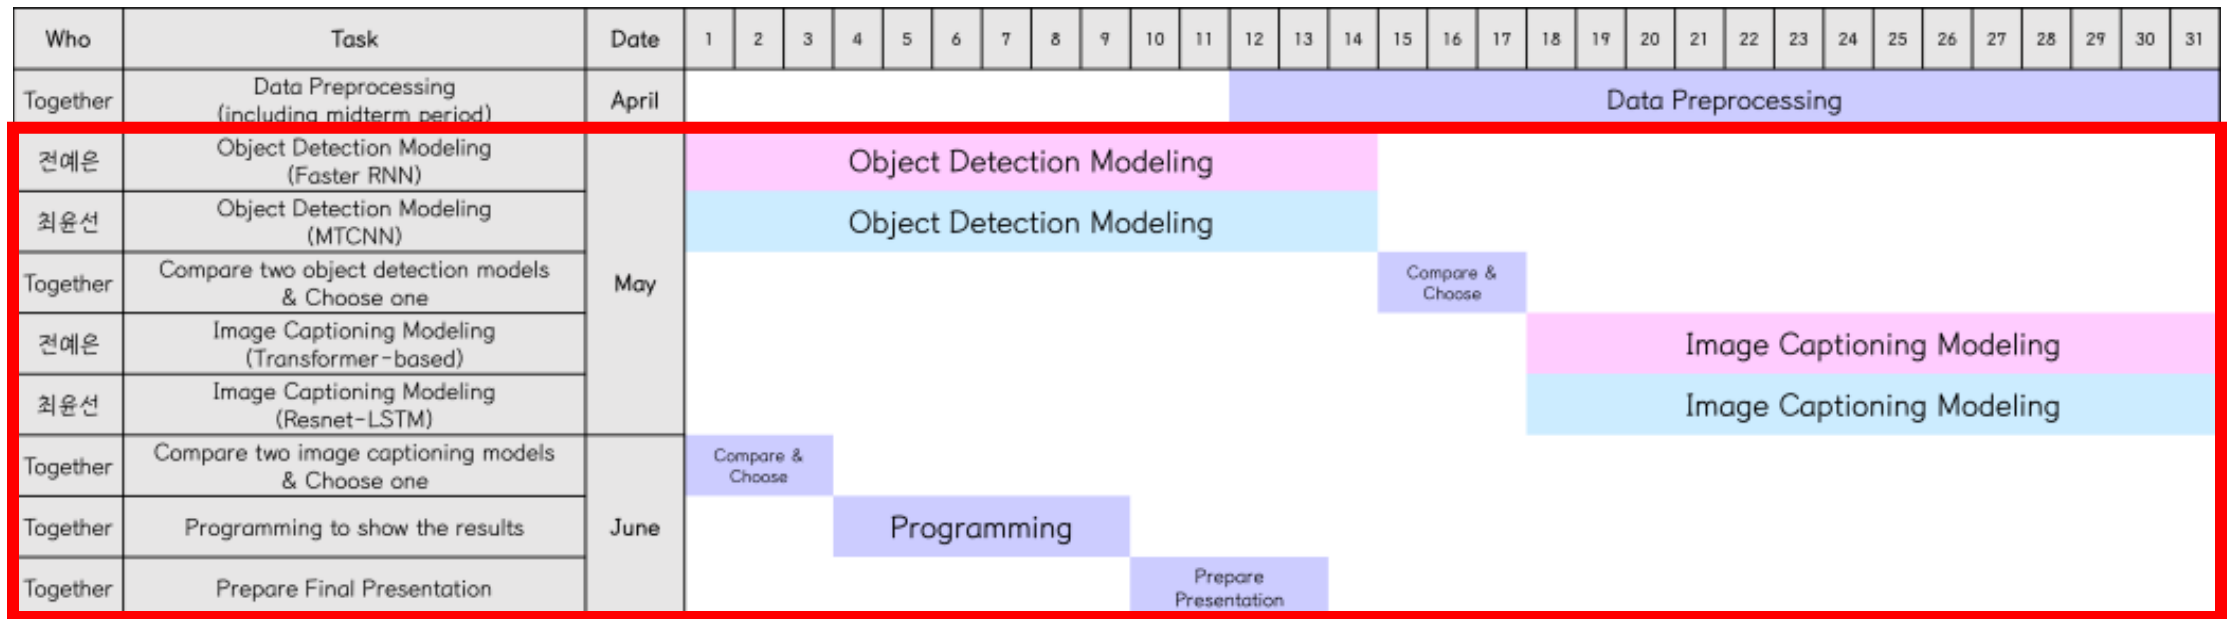 Who Task Date 1 2 3 4 5 6 7 8 9 10 11 12 13 14 15 16 17 18 19 20 21 22 23 24 25 26 27 28 29 30 31
Together
Data Preprocessing
(including midterm period)
April
Data Preprocessing
전예은
Object Detection Modeling
(Faster RNN)
Object Detection Modeling
최윤선
Object Detection Modeling
(MTCNN)
Object Detection Modeling
Together
Compare two object detection models
& Choose one
May
Compare &
Choose
전예은
Image Captioning Modeling
(Transformer-based)
Image Captioning Modeling
최윤선
Image Captioning Modeling
(Resnet-LSTM)
Image Captioning Modeling
Together
Compare two image captioning models
& Choose one
Compare &
Choose
Together
Programming to show the results
June
Programming
Together
Prepare Final Presentation
Prepare
Presentation